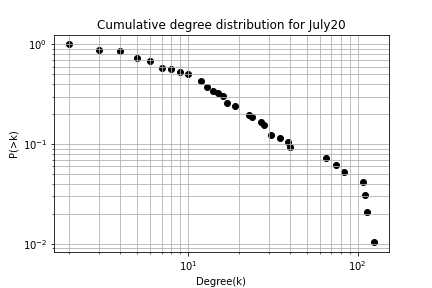 Cumulative degree distribution for July20
10⁰
10⁻¹
10⁻²
P(>k)
10¹
10²
Degree(k)